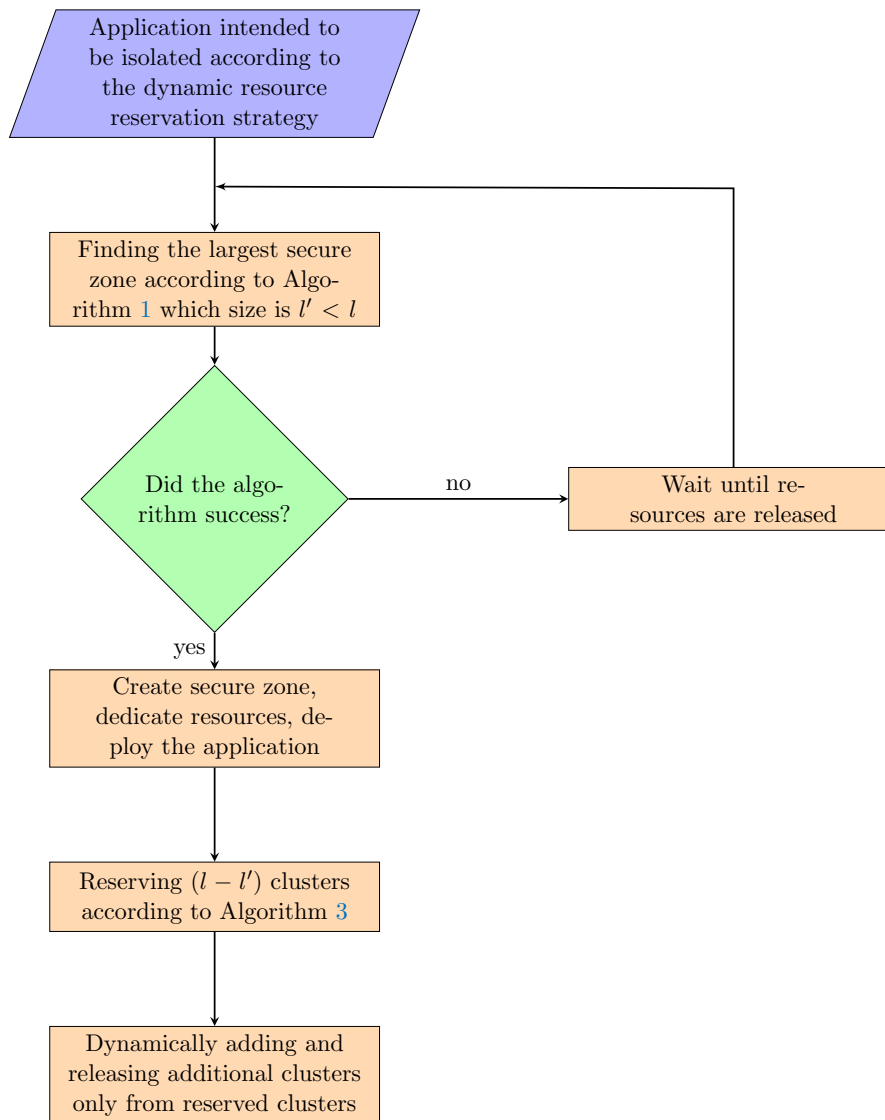 Application intended to
be isolated according to
the dynamic resource
reservation strategy
Finding the largest secure
zone according to Algo-
rithm 1 which size is l′ < l
Did the algo-
rithm success?
no
Wait until re-
sources are released
yes
Create secure zone,
dedicate resources, de-
ploy the application
Reserving (l − l′) clusters
according to Algorithm 3
Dynamically adding and
releasing additional clusters
only from reserved clusters